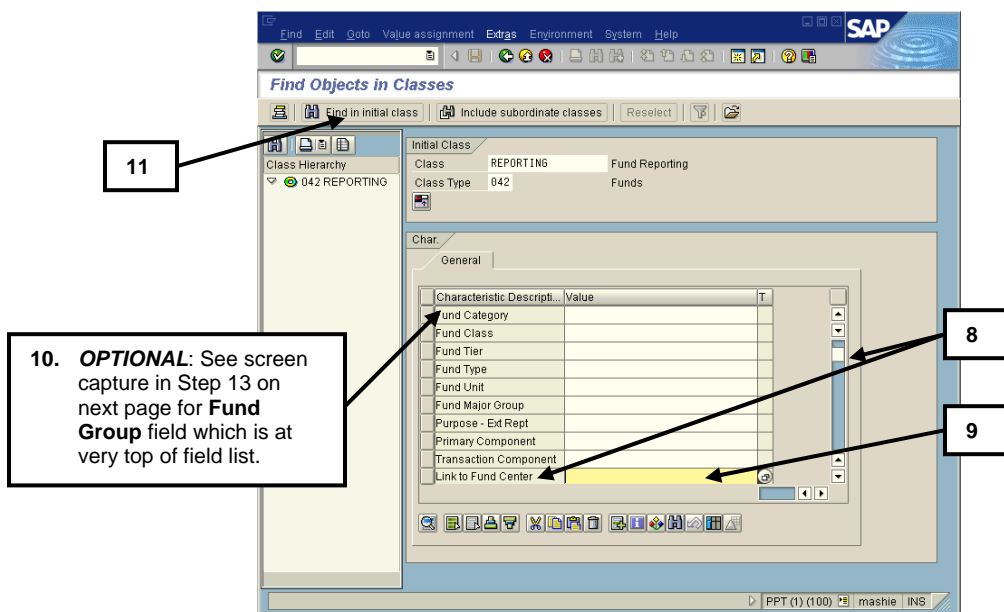 Find Edit Goto Value assignment Extras Environment System Help
SAP
Find Objects in Classes
Find in initial class Include subordinate classes Reselect
Class Hierarchy
042 REPORTING
Initial Class
Class REPORTING Fund Reporting
Class Type 042 Funds
Char.
General
Characteristic Descripti... Value T
Fund Category
Fund Class
Fund Tier
Fund Type
Fund Unit
Fund Major Group
Purpose - Ext Rept
Primary Component
Transaction Component
Link to Fund Center
PPT (1) (100) mashie INS
11
10. OPTIONAL: See screen
capture in Step 13 on
next page for Fund
Group field which is at
very top of field list.
8
9